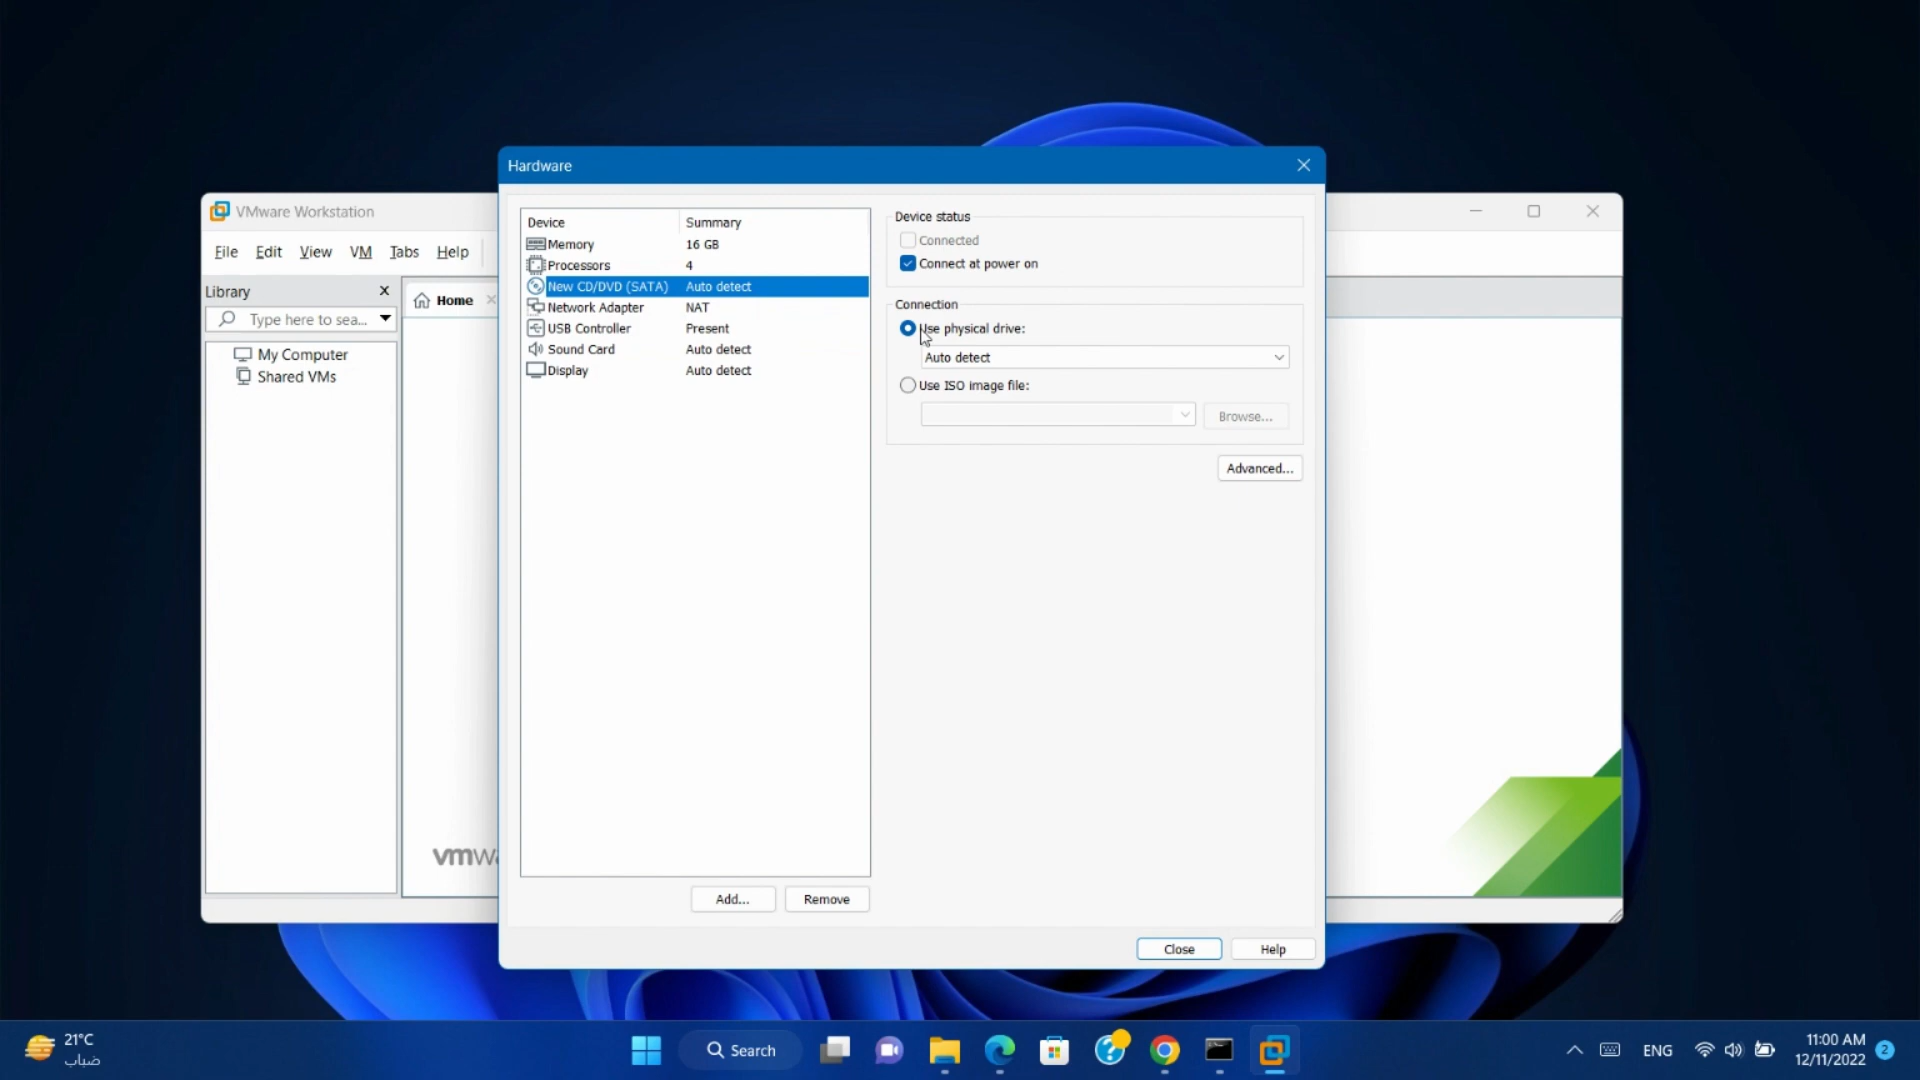 Hardware
VMware Workstation
File Edit View VM Tabs Help
Library
Home
Type here to sea...
My Computer
Shared VMs
Device Summary
Memory 16 GB
Processors 4
New CD/DVD (SATA) Auto detect
Network Adapter NAT
USB Controller Present
Sound Card Auto detect
Display Auto detect
Device status
Connected
Connect at power on
Connection
Use physical drive:
Auto detect
Use ISO image file:
Browse...
Advanced...
vmwa
Add... Remove
Close Help
21°C
ضباب
Search
ENG
11:00 AM
12/11/2022
2